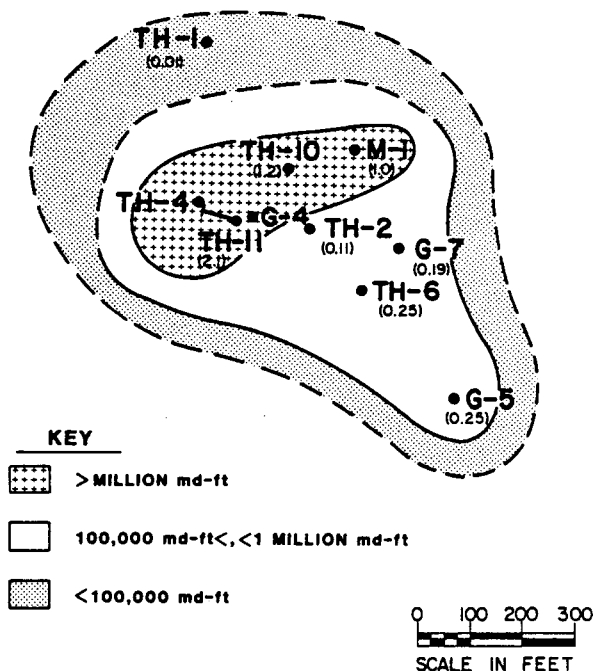 TH-1
(0.01)
TH-10
(1.2)
M-1
(1.0)
TH-4
G-4
TH-11
(2.1)
TH-2
(0.11)
G-7
(0.19)
TH-6
(0.25)
G-5
(0.25)
KEY
>MILLION md-ft
100,000 md-ft<,<1 MILLION md-ft
<100,000 md-ft
0 100 200 300
SCALE IN FEET